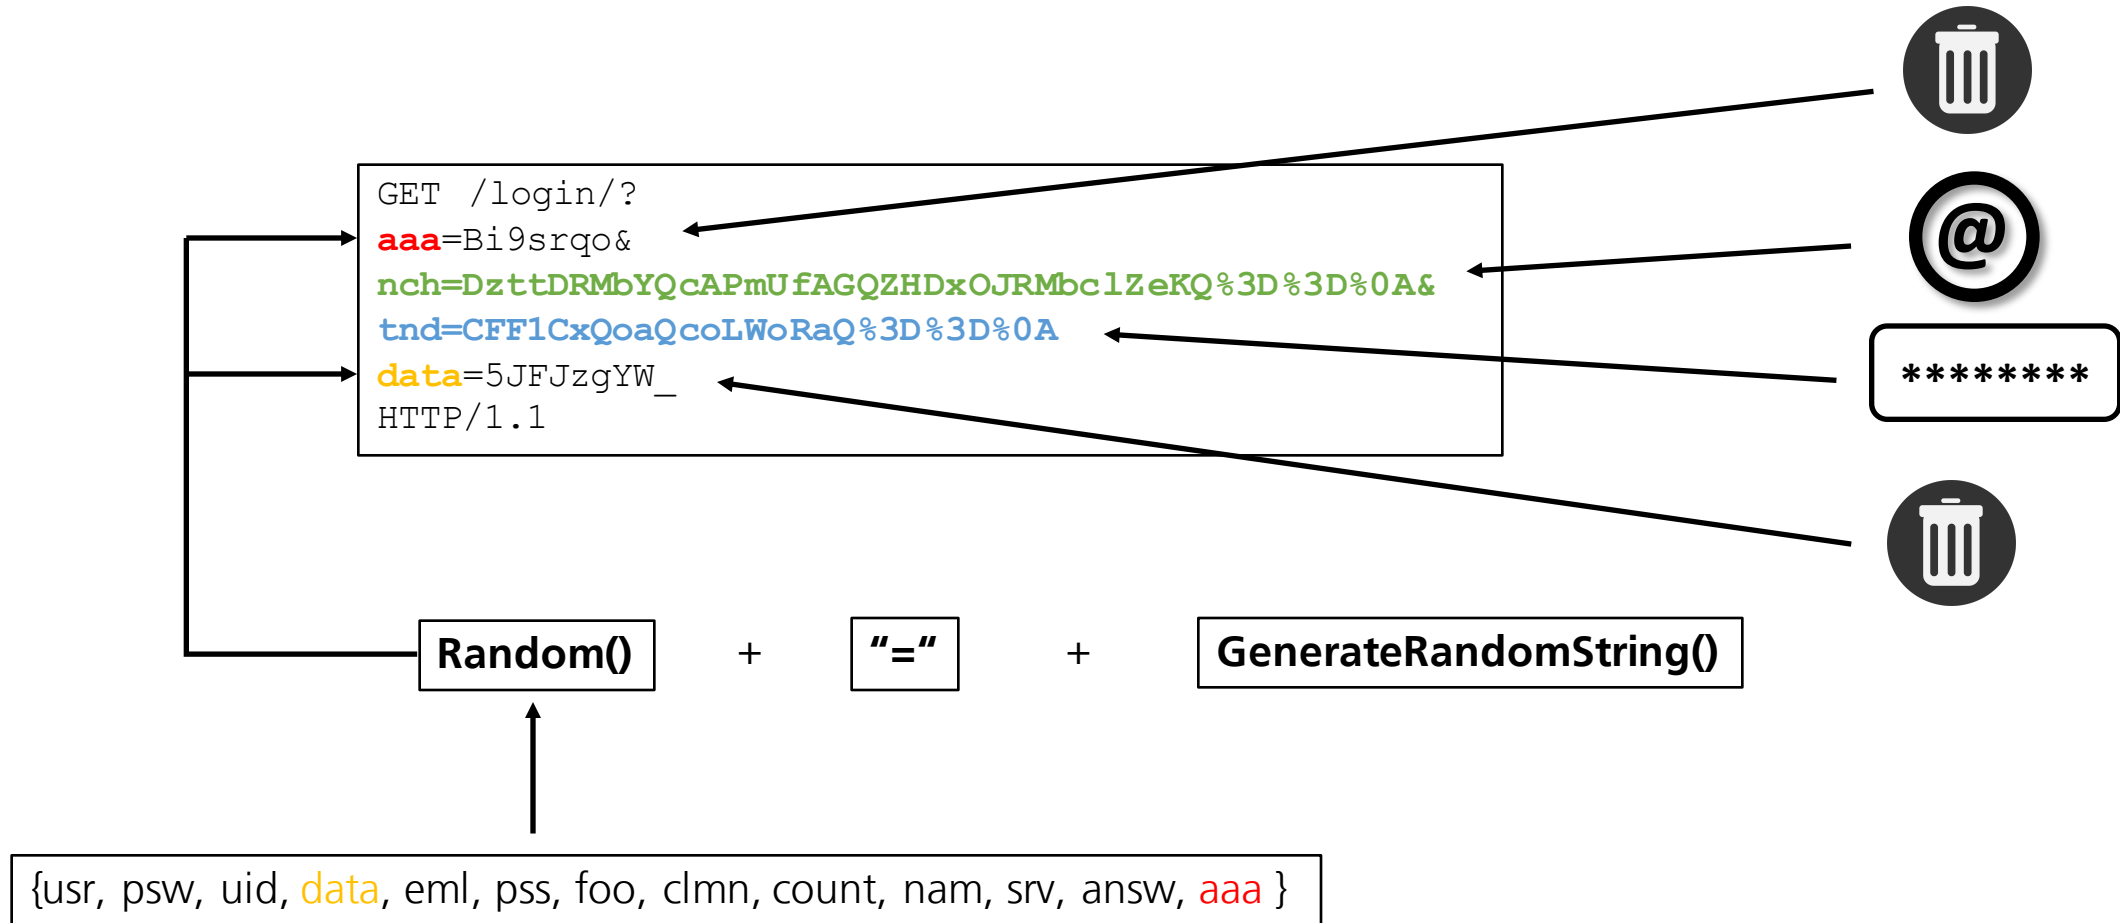 GET /login/?
aaa=Bi9srqo&
nch=DzttDRMbYQcAPmUfAGQZHDxOJRMbclZeKQ%3D%3D%0A&
tnd=CFF1CxQoaQcoLWoRaQ%3D%3D%0A
data=5JFJzgYW_
HTTP/1.1
@
********
Random() + "=" + GenerateRandomString()
{usr, psw, uid, data, eml, pss, foo, clmn, count, nam, srv, answ, aaa }